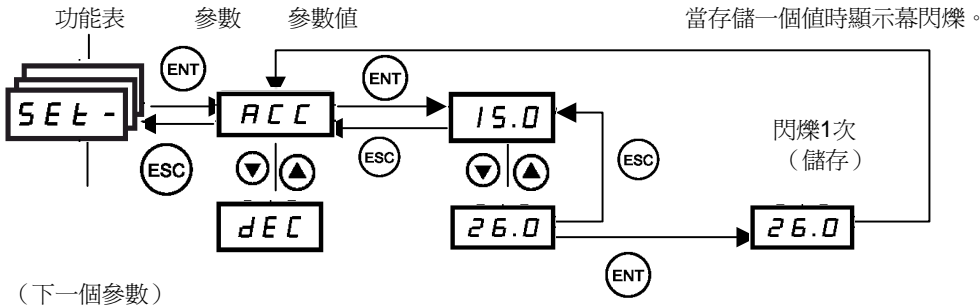 功能表 參數 參數值 當存儲一個值時顯示幕閃爍。
ENT
ENT
SEt- ACC 15.0
閃爍1次
(儲存)
ESC
ESC
ESC
dEC 26.0 26.0
ENT
(下一個參數)